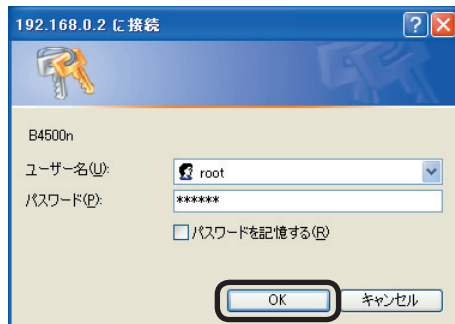 192.168.0.2 に接続
B4500n
ユーザー名(U):
root
パスワード(P):
******
パスワードを記憶する(R)
OK
キャンセル